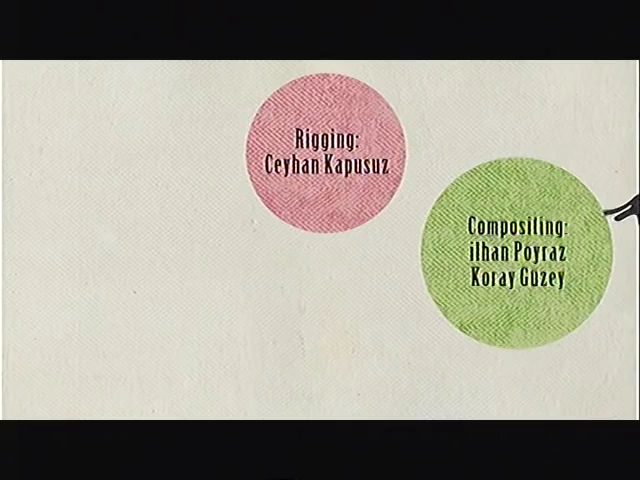 Rigging:
Ceyhan Kapusuz
Compositing:
ilhan Poyraz
Koray Güzey